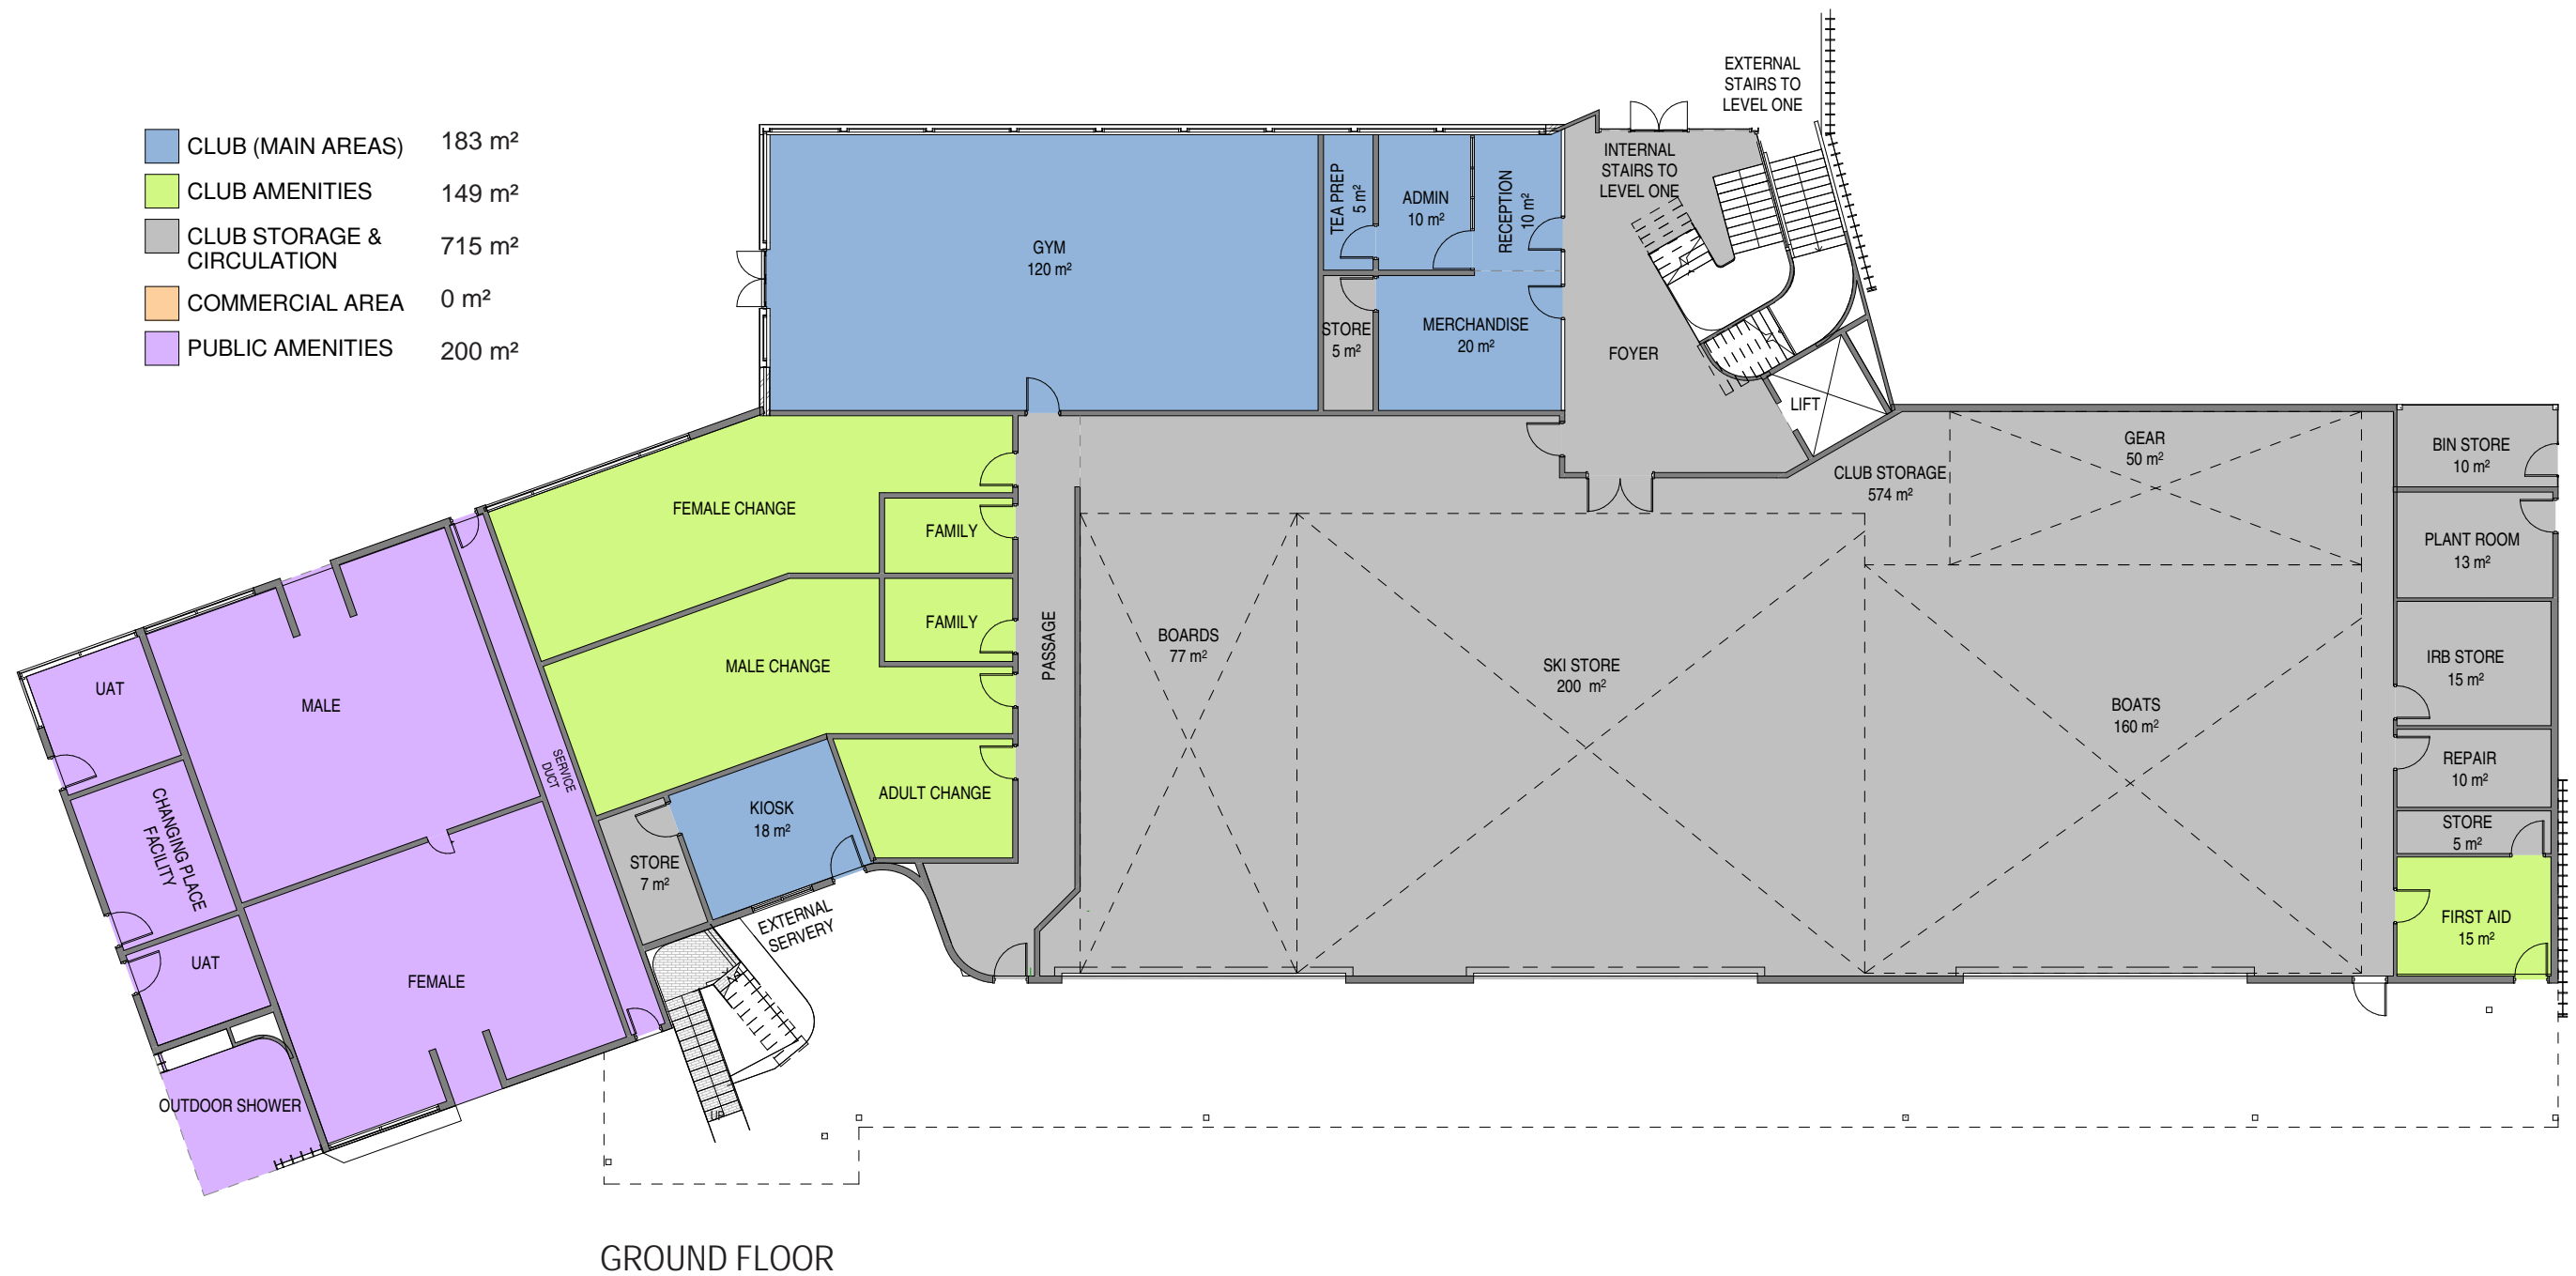 CLUB (MAIN AREAS) 183 m²
CLUB AMENITIES 149 m²
CLUB STORAGE & 715 m²
CIRCULATION
COMMERCIAL AREA 0 m²
PUBLIC AMENITIES 200 m²
EXTERNAL
STAIRS TO
LEVEL ONE
INTERNAL
STAIRS TO
LEVEL ONE
GYM
120 m²
TEA PREP
5 m²
ADMIN
10 m²
RECEPTION
10 m²
STORE
5 m²
MERCHANDISE
20 m²
FOYER
LIFT
GEAR
50 m²
CLUB STORAGE
574 m²
BIN STORE
10 m²
PLANT ROOM
13 m²
IRB STORE
15 m²
REPAIR
10 m²
STORE
5 m²
FIRST AID
15 m²
FEMALE CHANGE
FAMILY
FAMILY
MALE CHANGE
PASSAGE
BOARDS
77 m²
SKI STORE
200 m²
BOATS
160 m²
UAT
MALE
SERVICE
DUCT
CHANGING PLACE
FACILITY
KIOSK
18 m²
ADULT CHANGE
STORE
7 m²
EXTERNAL
SERVERY
UAT
FEMALE
OUTDOOR SHOWER
UP
GROUND FLOOR